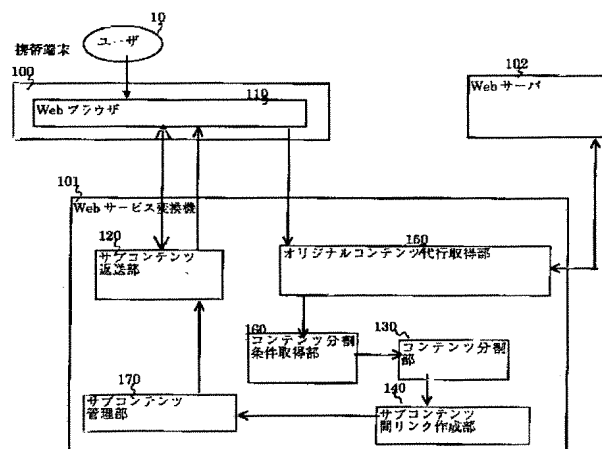 10
ユーザ
携帯端末
100
110
Webブラウザ
102
Webサーバ
101
Webサービス変換機
120
サブコンテンツ
返送部
150
オリジナルコンテンツ代行取得部
160
コンテンツ分割
条件取得部
130
コンテンツ分割
部
170
サブコンテンツ
管理部
140
サブコンテンツ
間リンク作成部